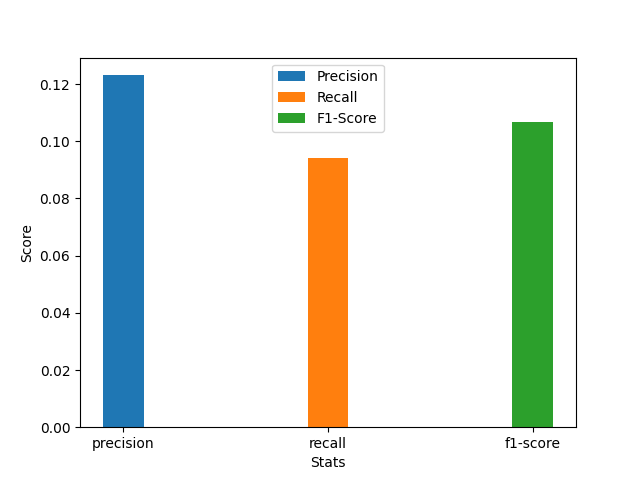 Precision
Recall
F1-Score
0.12
0.10
0.08
0.06
0.04
0.02
0.00
Score
precision
recall
f1-score
Stats